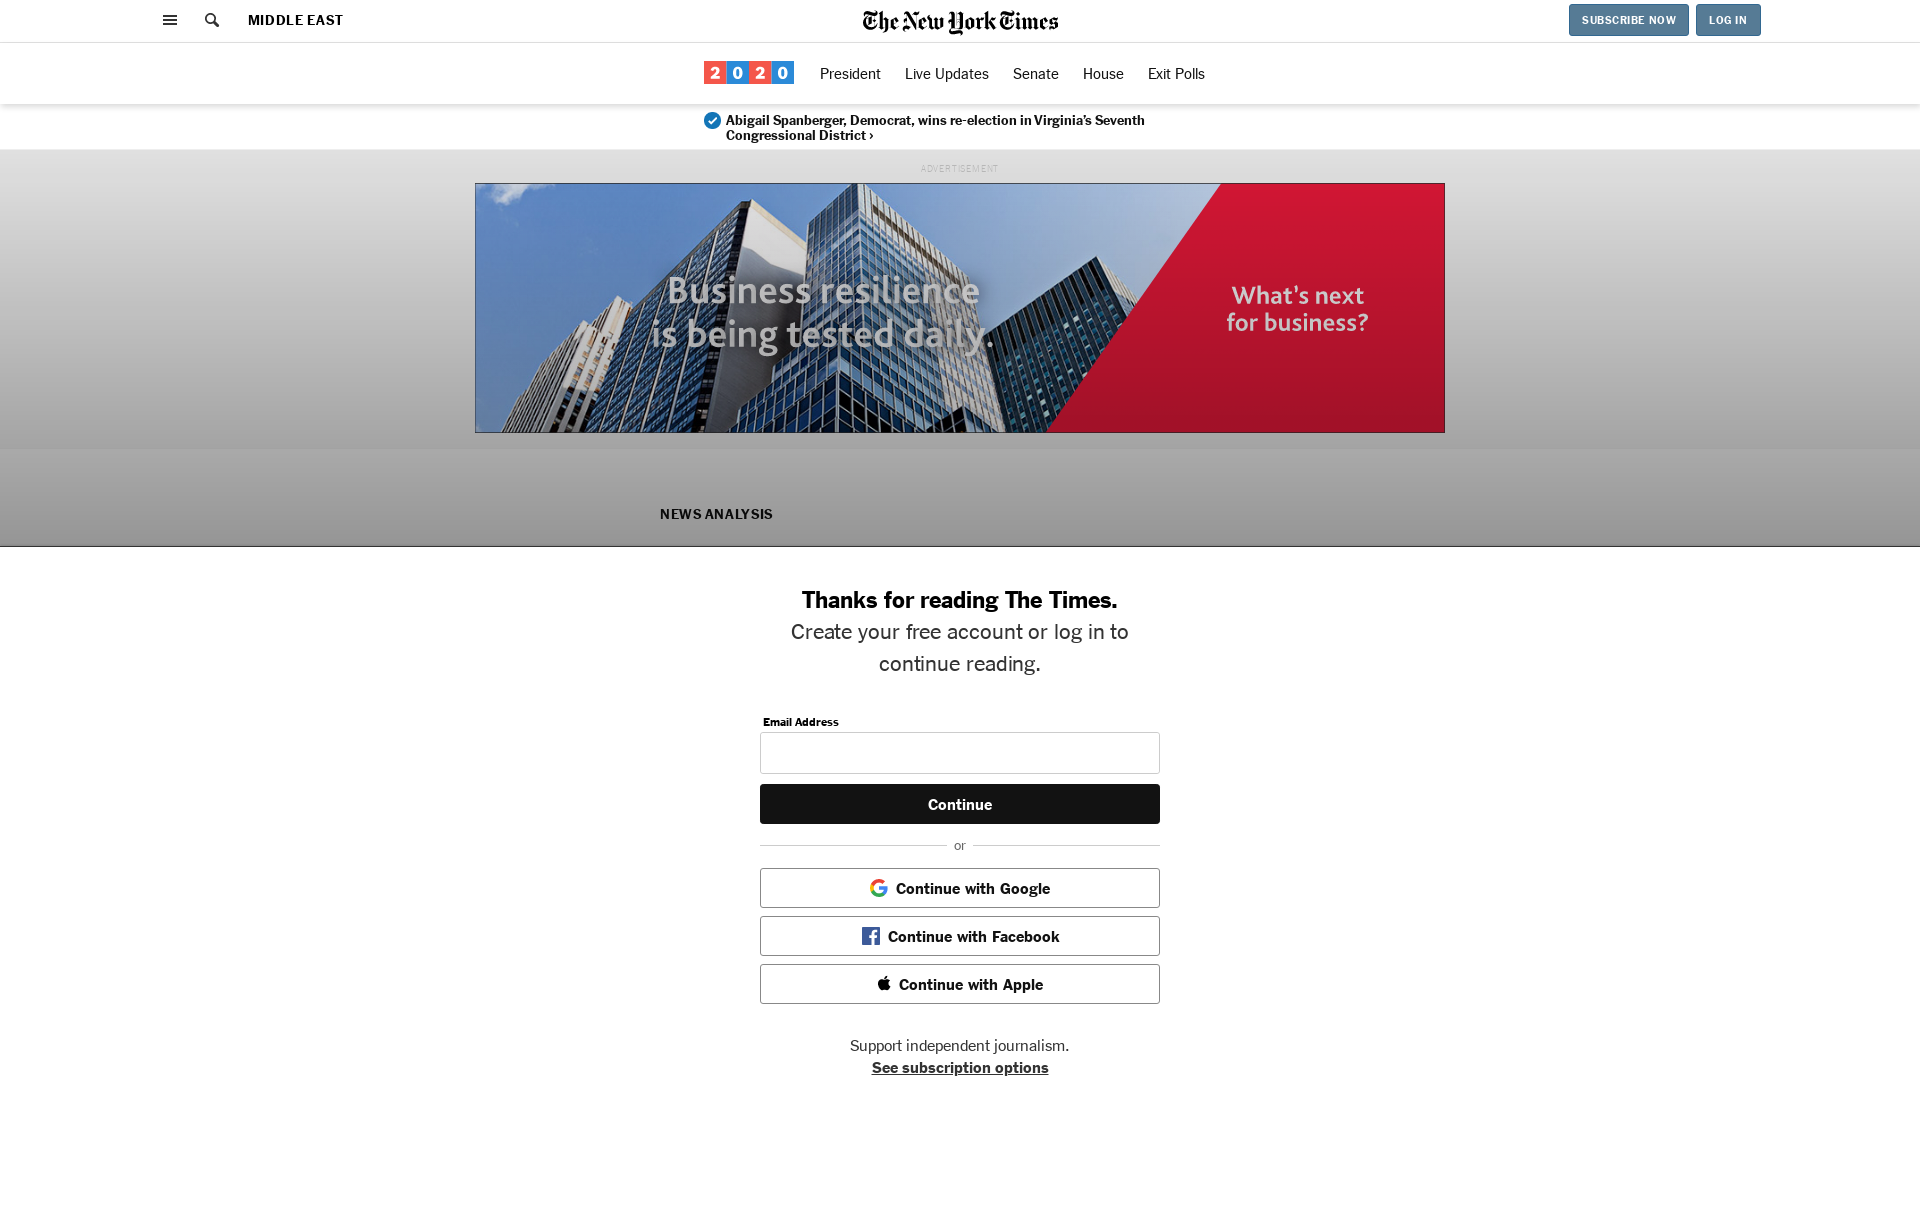 MIDDLE EAST
The New York Times
SUBSCRIBE NOW
LOG IN
2020
President
Live Updates
Senate
House
Exit Polls
Abigail Spanberger, Democrat, wins re-election in Virginia’s Seventh
Congressional District ›
ADVERTISEMENT
Business resilience
is being tested daily.
What’s next
for business?
NEWS ANALYSIS
Thanks for reading The Times.
Create your free account or log in to
continue reading.
Email Address
Continue
or
Continue with Google
Continue with Facebook
Continue with Apple
Support independent journalism.
See subscription options